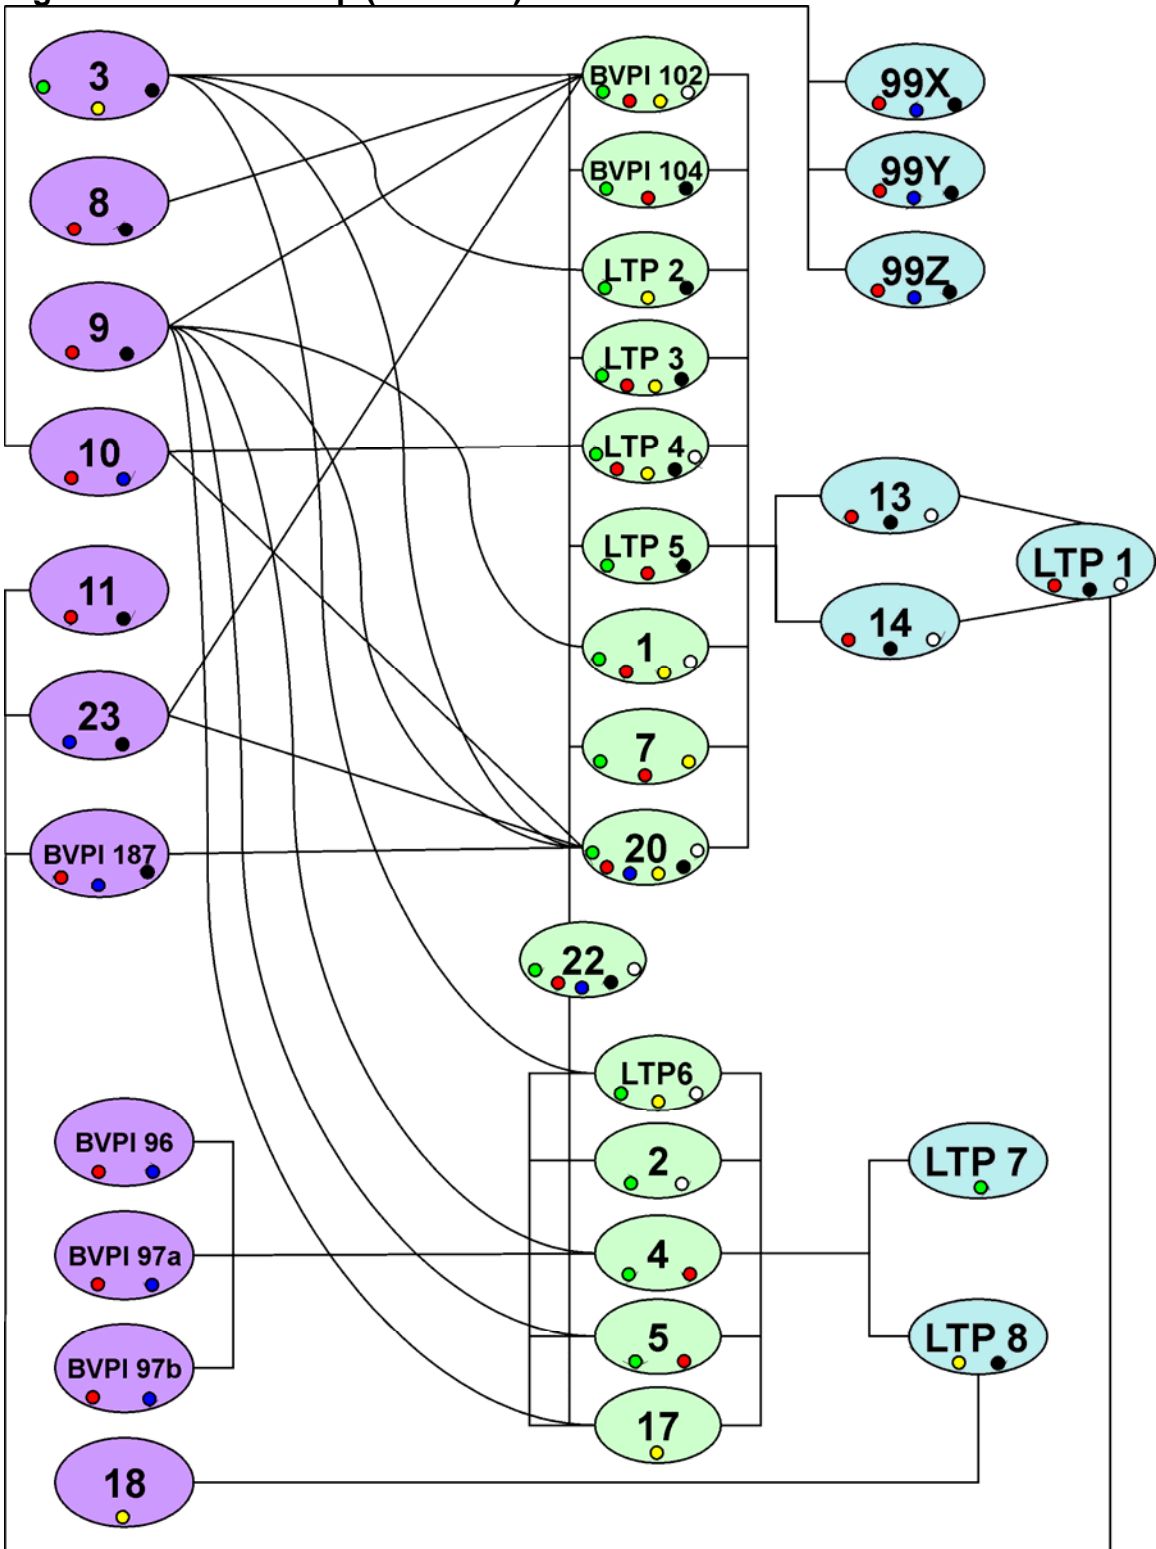 3
8
9
10
11
23
BVPI 187
BVPI 96
BVPI 97a
BVPI 97b
18
BVPI 102
BVPI 104
LTP 2
LTP 3
LTP 4
LTP 5
1
7
20
22
LTP6
2
4
5
17
99X
99Y
99Z
13
14
LTP 1
LTP 7
LTP 8